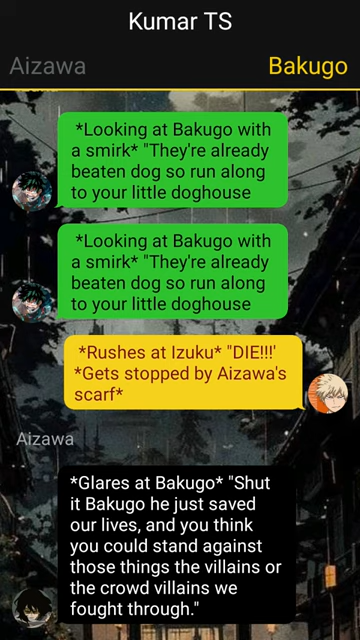 Kumar TS
Aizawa
Bakugo
*Looking at Bakugo with
a smirk* "They're already
beaten dog so run along
to your little doghouse
*Looking at Bakugo with
a smirk* "They're already
beaten dog so run along
to your little doghouse
*Rushes at Izuku* "DIE!!!'
*Gets stopped by Aizawa's
scarf*
Aizawa
*Glares at Bakugo* "Shut
it Bakugo he just saved
our lives, and you think
you could stand against
those things the villains or
the crowd villains we
fought through."